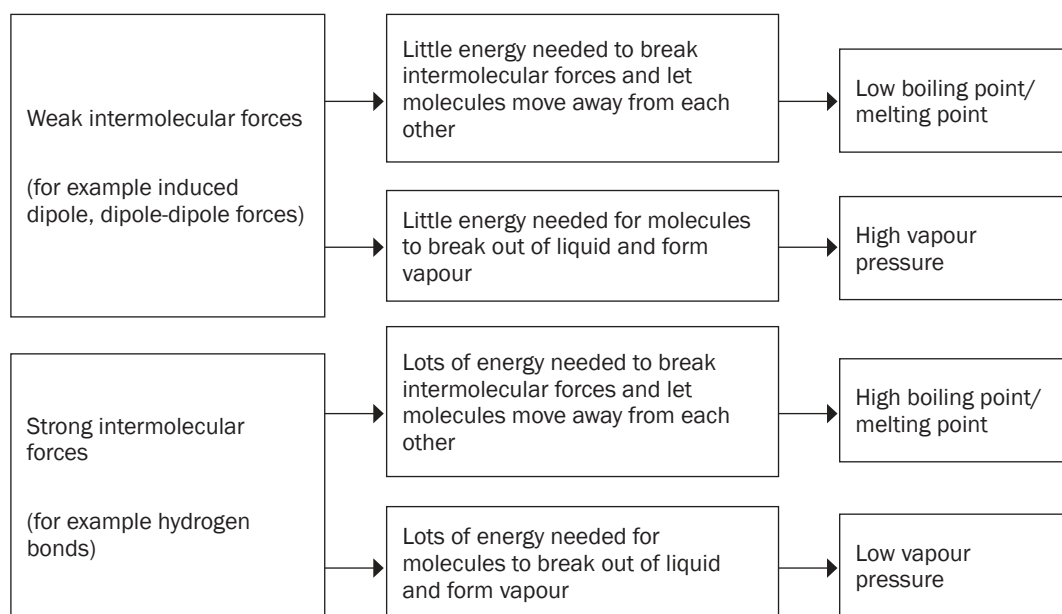 Weak intermolecular forces
(for example induced
dipole, dipole-dipole forces)
Little energy needed to break
intermolecular forces and let
molecules move away from each
other
Low boiling point/
melting point
Little energy needed for molecules
to break out of liquid and form
vapour
High vapour
pressure
Strong intermolecular
forces
(for example hydrogen
bonds)
Lots of energy needed to break
intermolecular forces and let
molecules move away from each
other
High boiling point/
melting point
Lots of energy needed for
molecules to break out of liquid
and form vapour
Low vapour
pressure